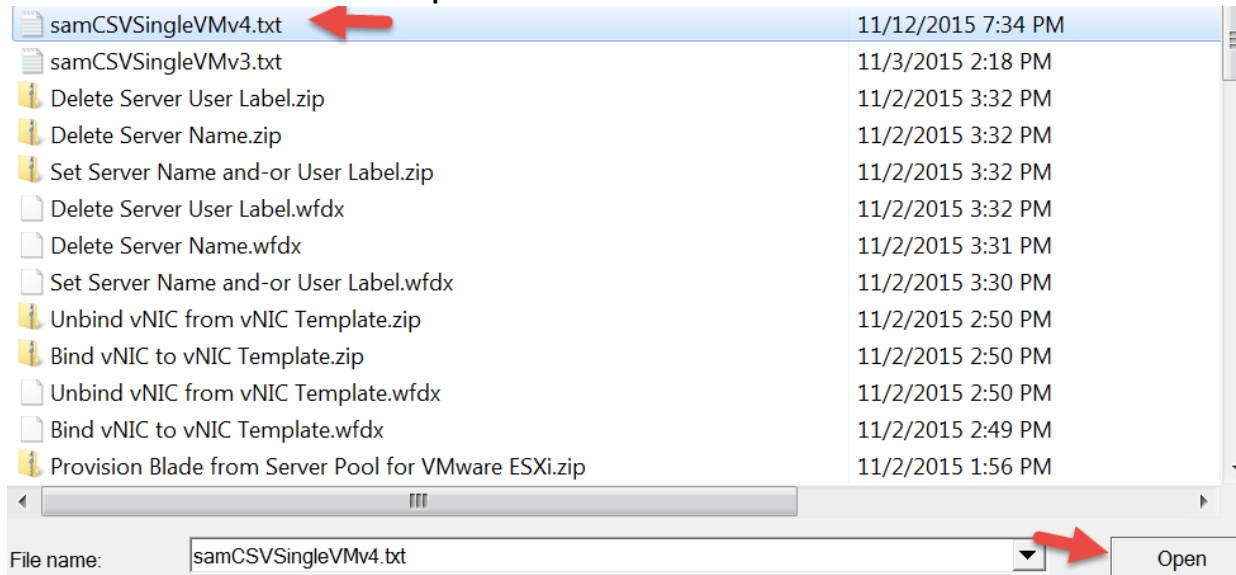 samCSVSingleVMv4.txt 11/12/2015 7:34 PM
samCSVSingleVMv3.txt 11/3/2015 2:18 PM
Delete Server User Label.zip 11/2/2015 3:32 PM
Delete Server Name.zip 11/2/2015 3:32 PM
Set Server Name and-or User Label.zip 11/2/2015 3:32 PM
Delete Server User Label.wfdx 11/2/2015 3:32 PM
Delete Server Name.wfdx 11/2/2015 3:31 PM
Set Server Name and-or User Label.wfdx 11/2/2015 3:30 PM
Unbind vNIC from vNIC Template.zip 11/2/2015 2:50 PM
Bind vNIC to vNIC Template.zip 11/2/2015 2:50 PM
Unbind vNIC from vNIC Template.wfdx 11/2/2015 2:50 PM
Bind vNIC to vNIC Template.wfdx 11/2/2015 2:49 PM
Provision Blade from Server Pool for VMware ESXi.zip 11/2/2015 1:56 PM
File name: samCSVSingleVMv4.txt Open